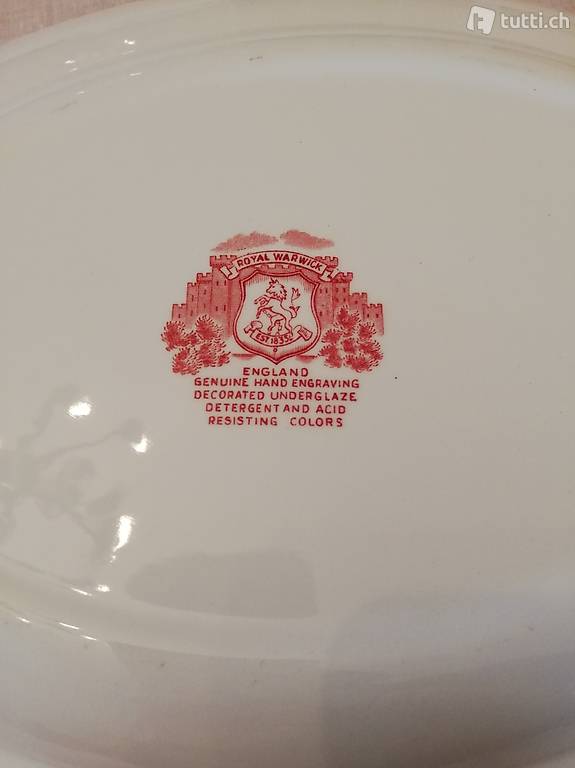 tutti.ch
ROYAL WARWICK
EST. 1835
ENGLAND
GENUINE HAND ENGRAVING
DECORATED UNDERGLAZE
DETERGENT AND ACID
RESISTING COLORS